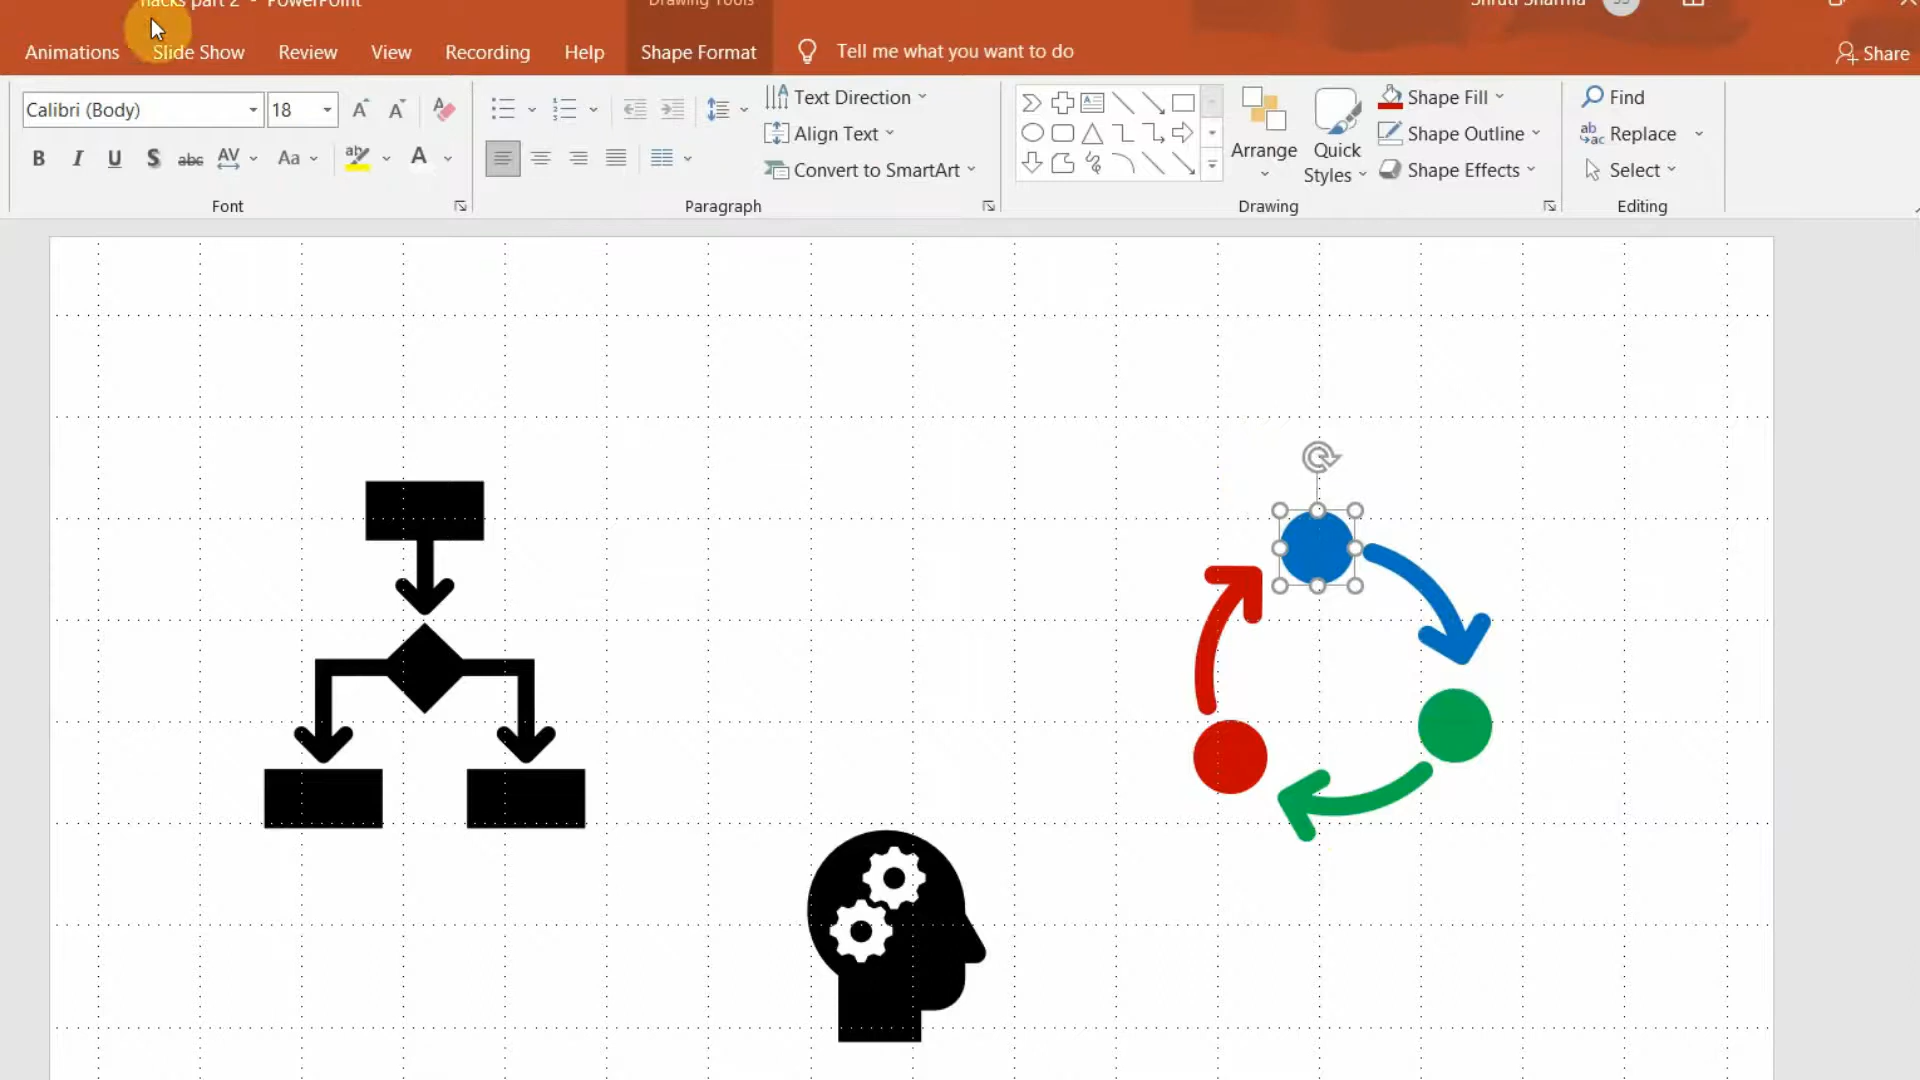 hacks part 2 - PowerPoint
Drawing Tools
Shruti Sharma
Animations Slide Show Review View Recording Help Shape Format Tell me what you want to do Share
Calibri (Body) 18
Text Direction
Align Text
Convert to SmartArt
Arrange
Quick
Styles
Shape Fill
Shape Outline
Shape Effects
Find
Replace
Select
Font Paragraph Drawing Editing